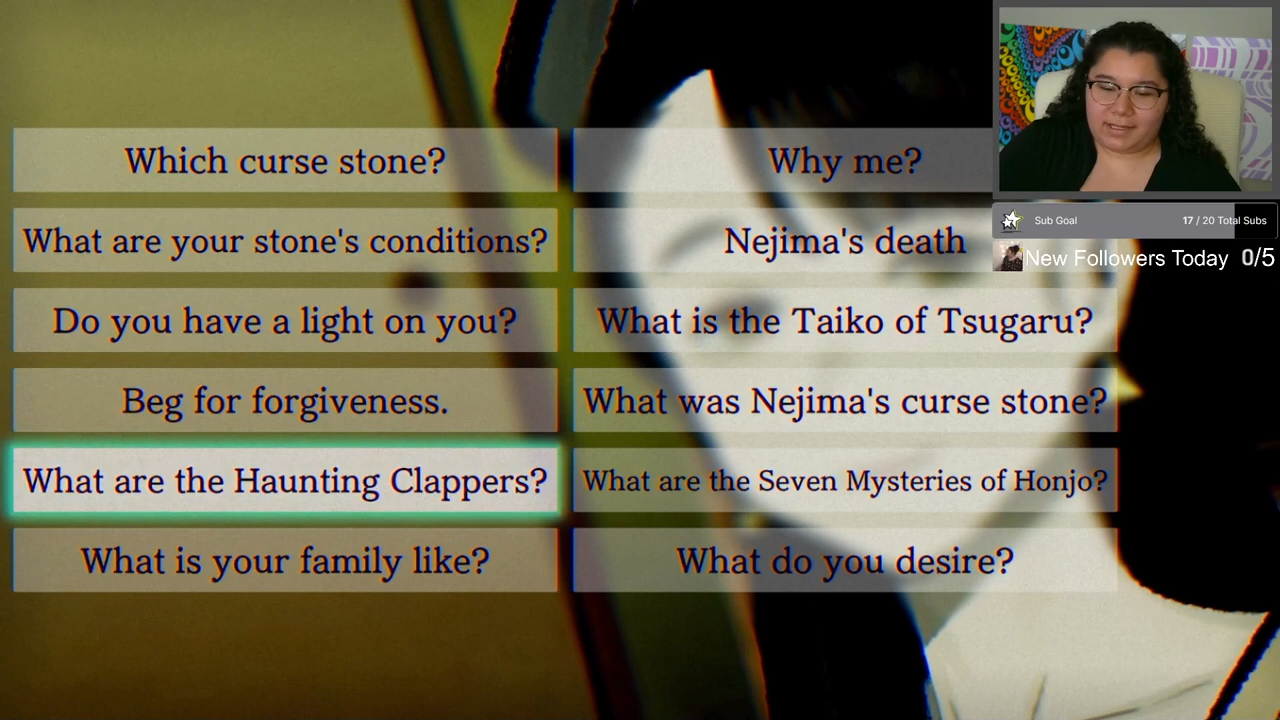 Which curse stone?
Why me?
What are your stone's conditions?
Nejima's death
Do you have a light on you?
What is the Taiko of Tsugaru?
Beg for forgiveness.
What was Nejima's curse stone?
What are the Haunting Clappers?
What are the Seven Mysteries of Honjo?
What is your family like?
What do you desire?
Sub Goal
17 / 20 Total Subs
New Followers Today 0/5